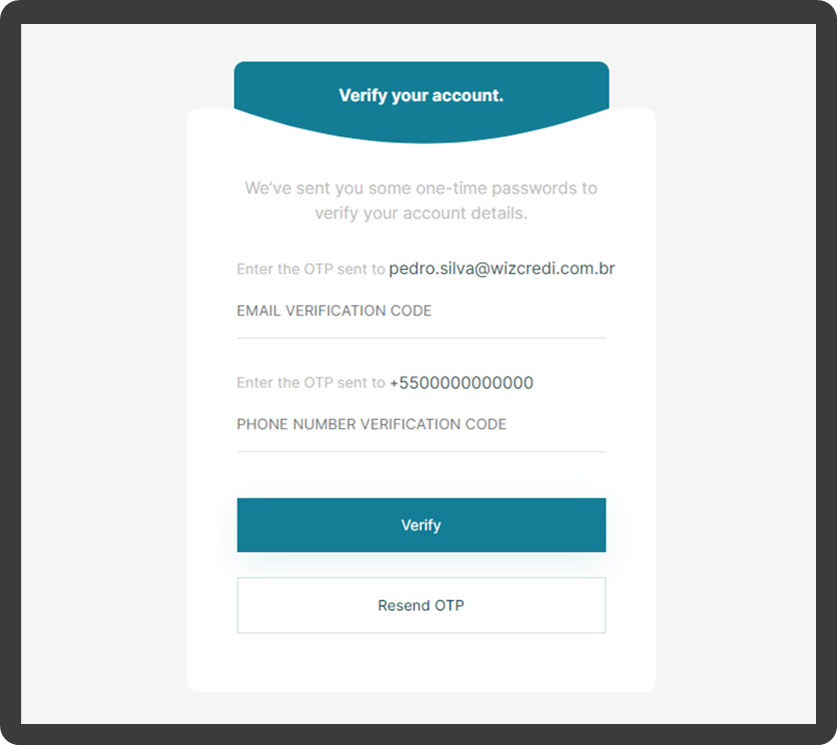 Verify your account.
We've sent you some one-time passwords to
verify your account details.
Enter the OTP sent to pedro.silva@wizcredi.com.br
EMAIL VERIFICATION CODE
Enter the OTP sent to +5500000000000
PHONE NUMBER VERIFICATION CODE
Verify
Resend OTP